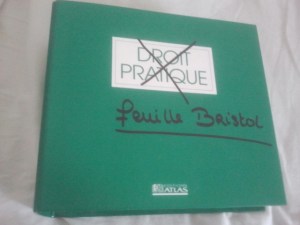 DROIT
PRATIQUE
feuille Bristol
ATLAS